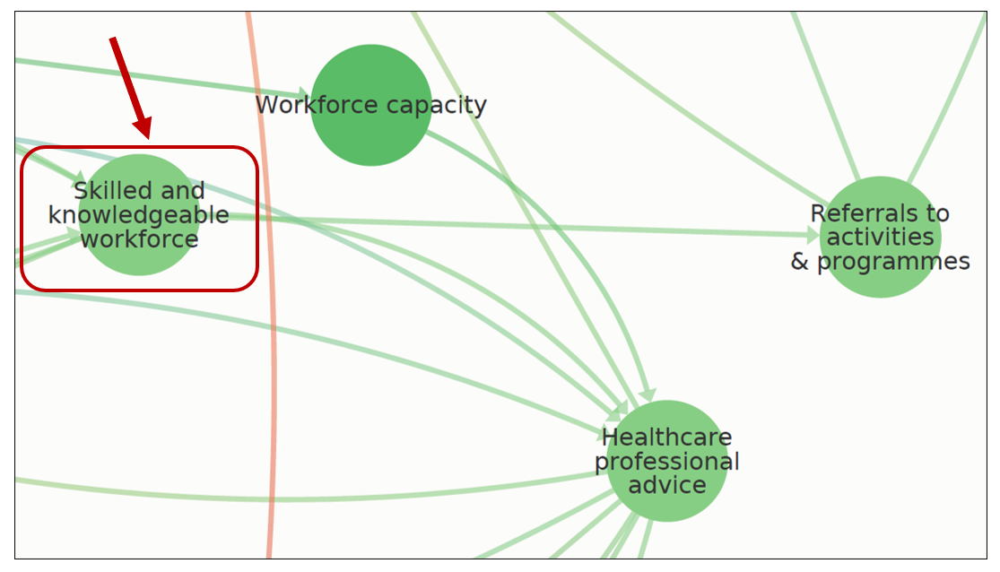 Workforce capacity
Skilled and
knowledgeable
workforce
Referrals to
activities
& programmes
Healthcare
professional
advice